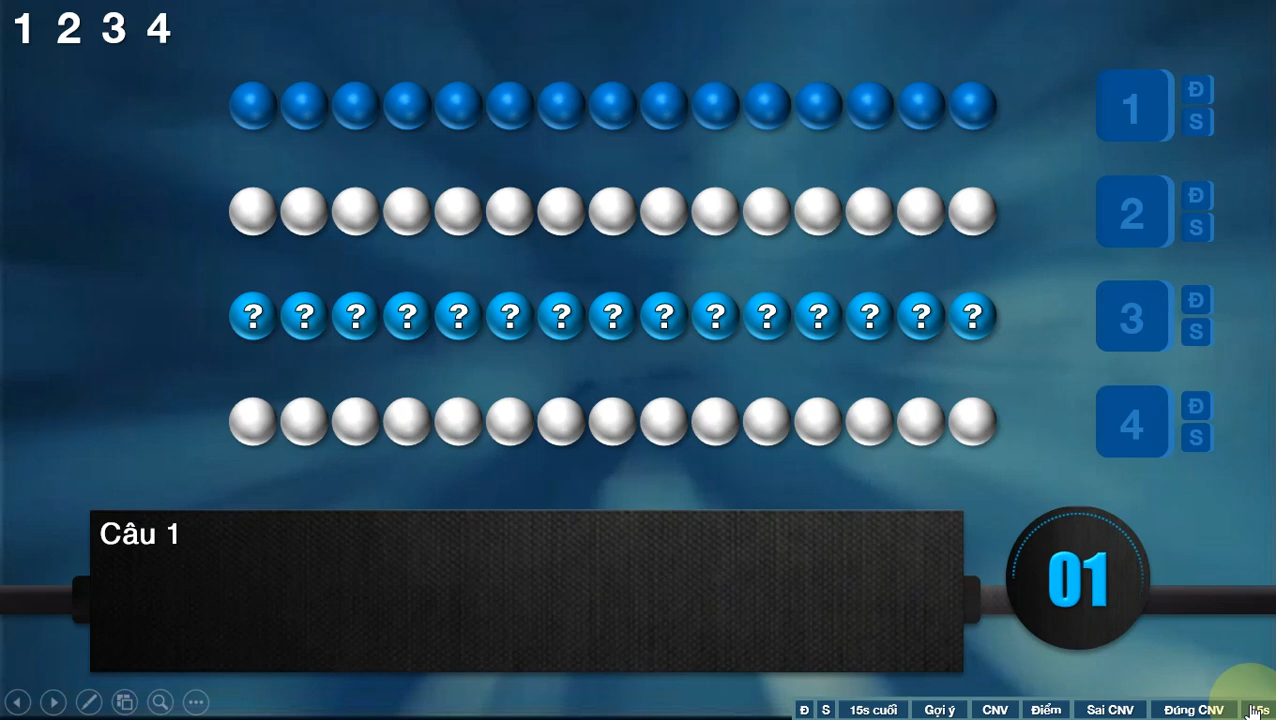 1 2 3 4
1 Đ
S
2 Đ
S
? ? ? ? ? ? ? ? ? ? ? ? ? ? ?
3 Đ
S
4 Đ
S
Câu 1
01
Đ S 15s cuối Gợi ý CNV Điểm Sai CNV Đúng CNV